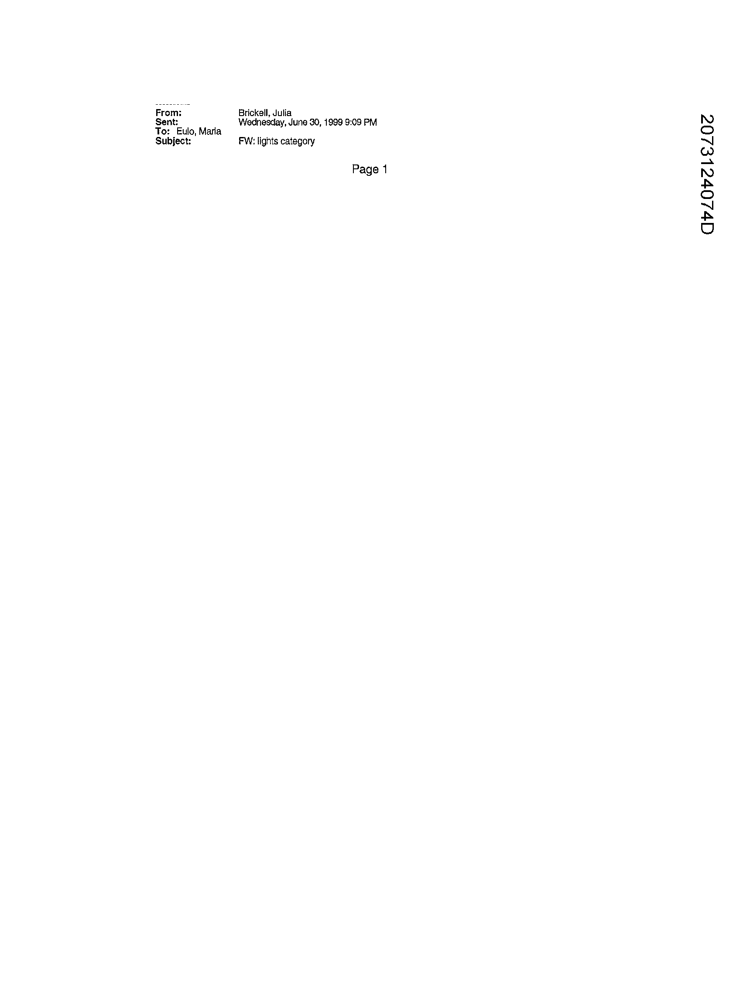 From: Brickell, Julia
Sent: Wednesday, June 30, 1999 9:09 PM
To: Eulo, Maria
Subject: FW: lights category
Page 1
2073124074D